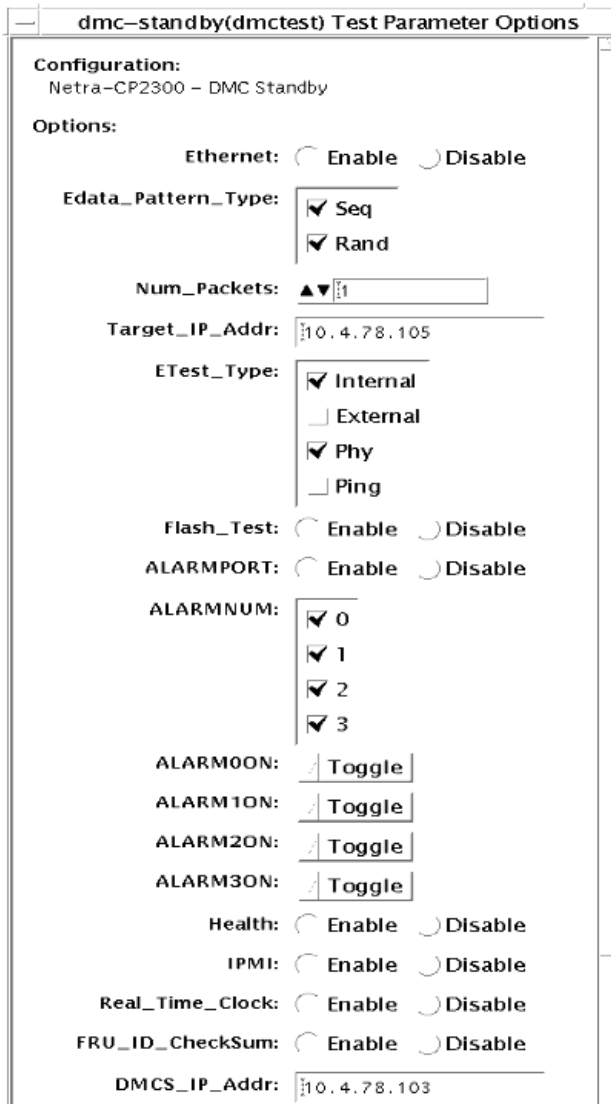 dmc-standby(dmctest) Test Parameter Options
Configuration:
Netra-CP2300 - DMC Standby
Options:
Ethernet: Enable Disable
Edata_Pattern_Type: Seq
Rand
Num_Packets: 1
Target_IP_Addr: 10.4.78.105
ETest_Type: Internal
External
Phy
Ping
Flash_Test: Enable Disable
ALARMPORT: Enable Disable
ALARMNUM: 0
1
2
3
ALARM0ON: Toggle
ALARM1ON: Toggle
ALARM2ON: Toggle
ALARM3ON: Toggle
Health: Enable Disable
IPMI: Enable Disable
Real_Time_Clock: Enable Disable
FRU_ID_CheckSum: Enable Disable
DMCS_IP_Addr: 10.4.78.103